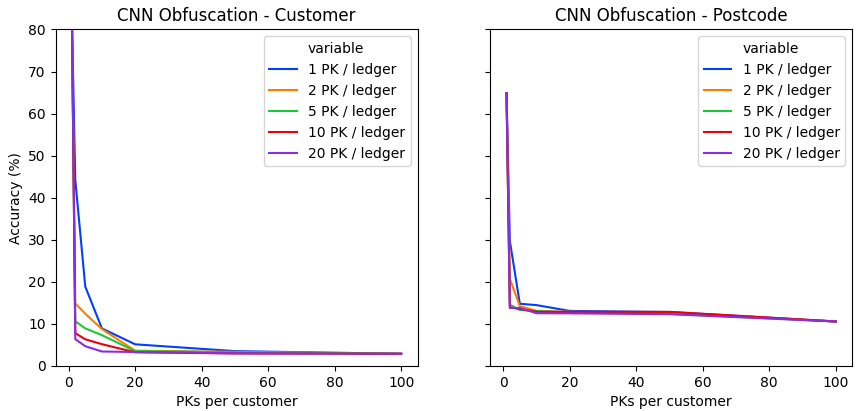 CNN Obfuscation - Customer
80
70
60
50
40
30
20
10
0
Accuracy (%)
variable
1 PK / ledger
2 PK / ledger
5 PK / ledger
10 PK / ledger
20 PK / ledger
0 20 40 60 80 100
PKs per customer
CNN Obfuscation - Postcode
variable
1 PK / ledger
2 PK / ledger
5 PK / ledger
10 PK / ledger
20 PK / ledger
0 20 40 60 80 100
PKs per customer